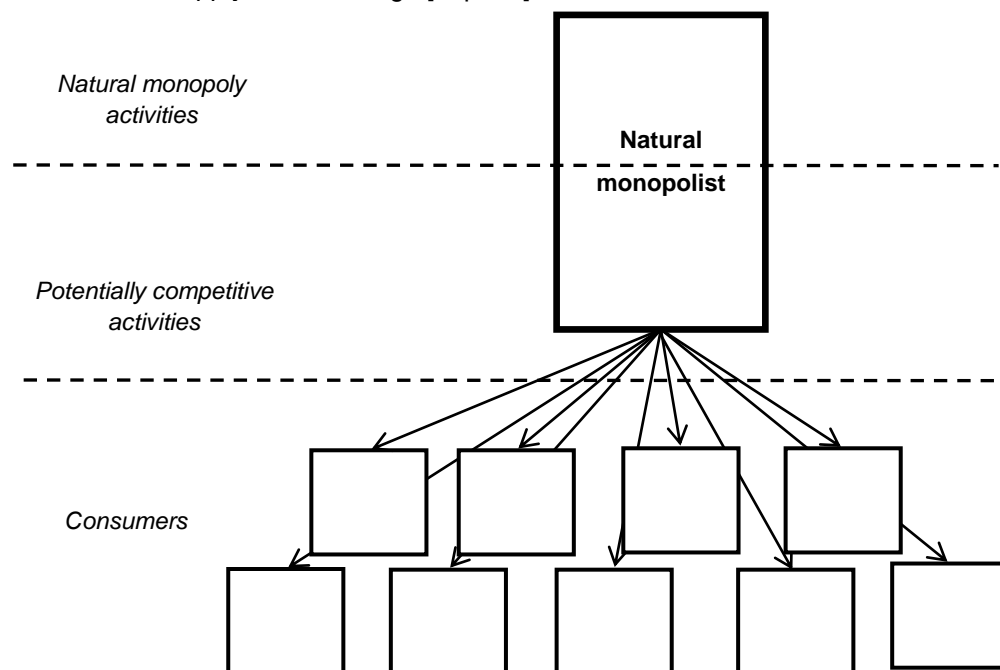 Natural monopoly
activities
Natural
monopolist
Potentially competitive
activities
Consumers